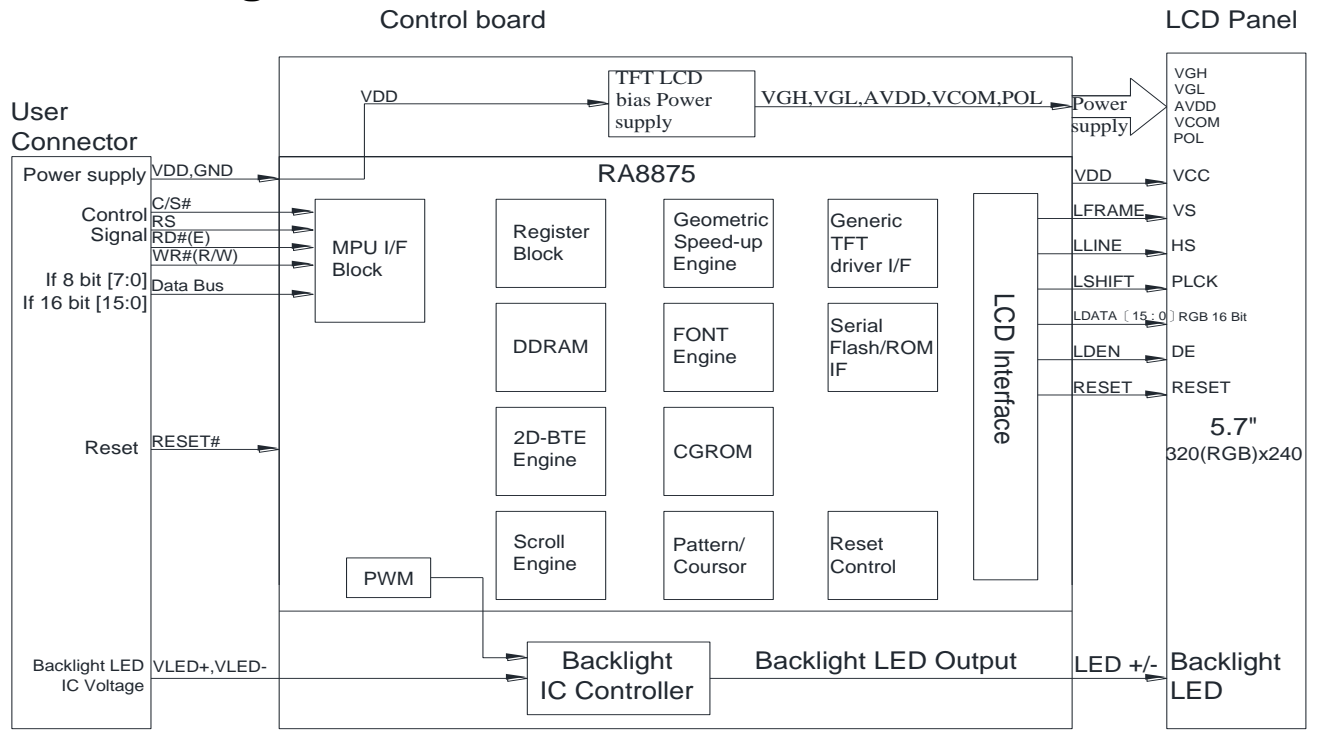 Control board
LCD Panel
User
Connector
Power supply
Control
Signal
If 8 bit [7:0]
If 16 bit [15:0]
Reset
Backlight LED
IC Voltage
VDD,GND
C/S#
RS
RD#(E)
WR#(R/W)
Data Bus
RESET#
VLED+,VLED-
VDD
TFT LCD
bias Power
supply
VGH,VGL,AVDD,VCOM,POL
Power
supply
RA8875
MPU I/F
Block
Register
Block
Geometric
Speed-up
Engine
Generic
TFT
driver I/F
DDRAM
FONT
Engine
Serial
Flash/ROM
IF
2D-BTE
Engine
CGROM
Scroll
Engine
Pattern/
Coursor
Reset
Control
LCD Interface
PWM
Backlight
IC Controller
Backlight LED Output
VDD
LFRAME
LLINE
LSHIFT
LDATA〔15:0〕
LDEN
RESET
LED +/-
VGH
VGL
AVDD
VCOM
POL
VCC
VS
HS
PLCK
RGB 16 Bit
DE
RESET
5.7"
320(RGB)x240
Backlight
LED